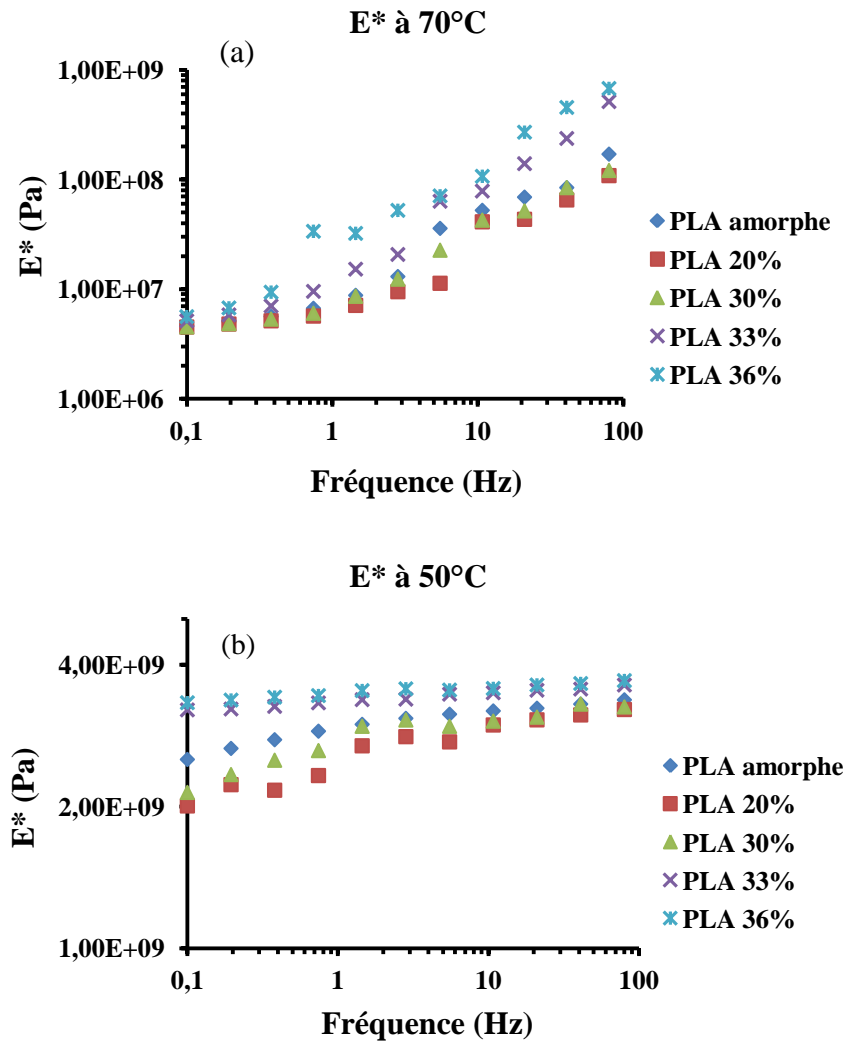 E* à 70°C
(a)
1,00E+09
1,00E+08
1,00E+07
1,00E+06
E* (Pa)
0,1
1
10
100
Fréquence (Hz)
PLA amorphe
PLA 20%
PLA 30%
PLA 33%
PLA 36%
E* à 50°C
(b)
4,00E+09
2,00E+09
1,00E+09
E* (Pa)
0,1
1
10
100
Fréquence (Hz)
PLA amorphe
PLA 20%
PLA 30%
PLA 33%
PLA 36%